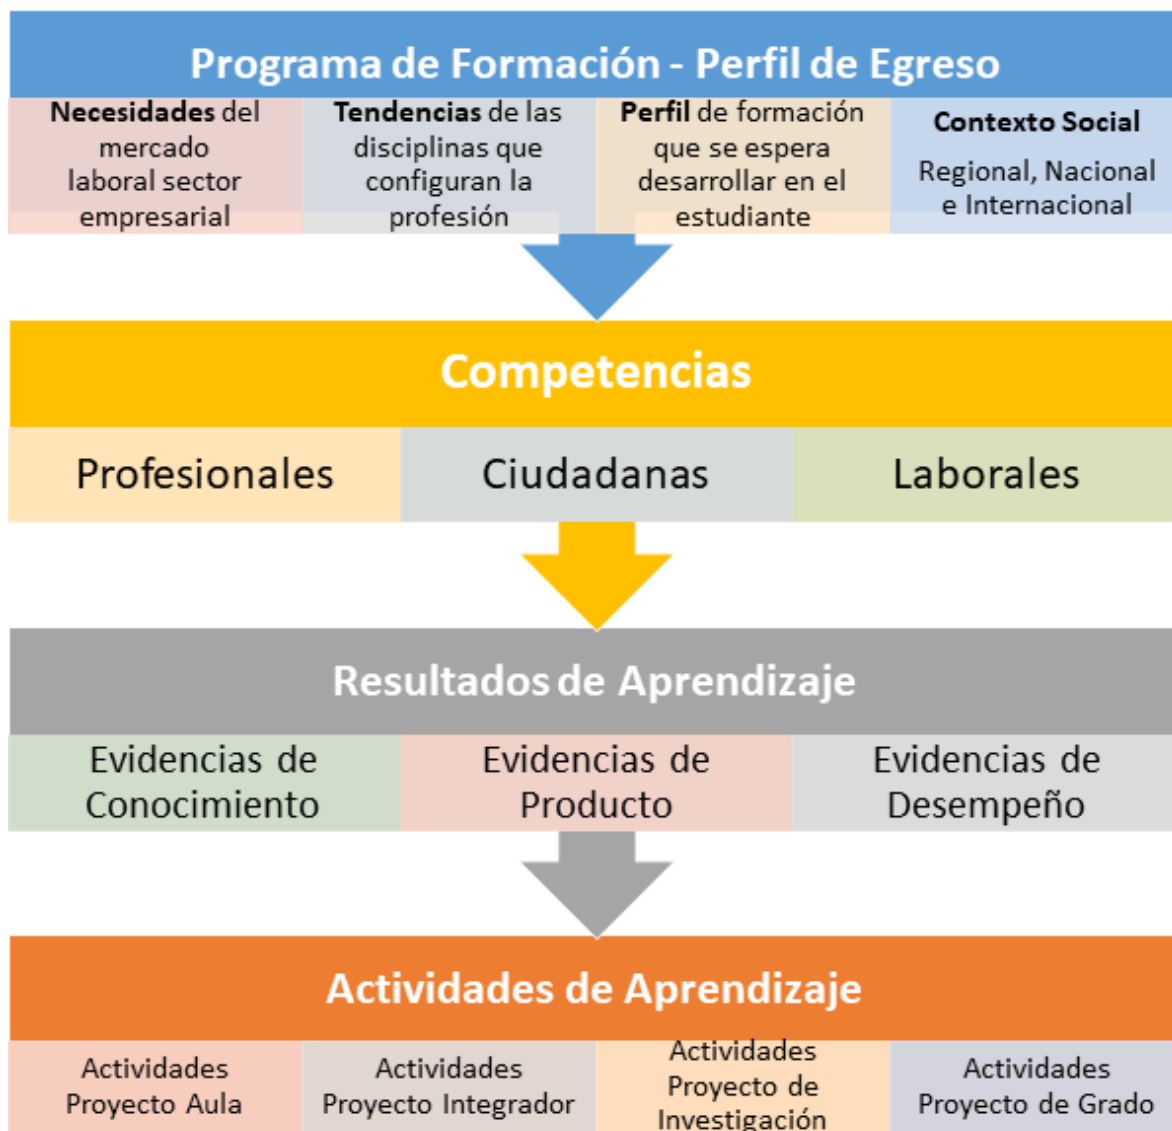 Programa de Formación - Perfil de Egreso
Necesidades del
mercado
laboral sector
empresarial
Tendencias de las
disciplinas que
configuran la
profesión
Perfil de formación
que se espera
desarrollar en el
estudiante
Contexto Social
Regional, Nacional
e Internacional
Competencias
Profesionales
Ciudadanas
Laborales
Resultados de Aprendizaje
Evidencias de
Conocimiento
Evidencias de
Producto
Evidencias de
Desempeño
Actividades de Aprendizaje
Actividades
Proyecto Aula
Actividades
Proyecto Integrador
Actividades
Proyecto de
Investigación
Actividades
Proyecto de Grado